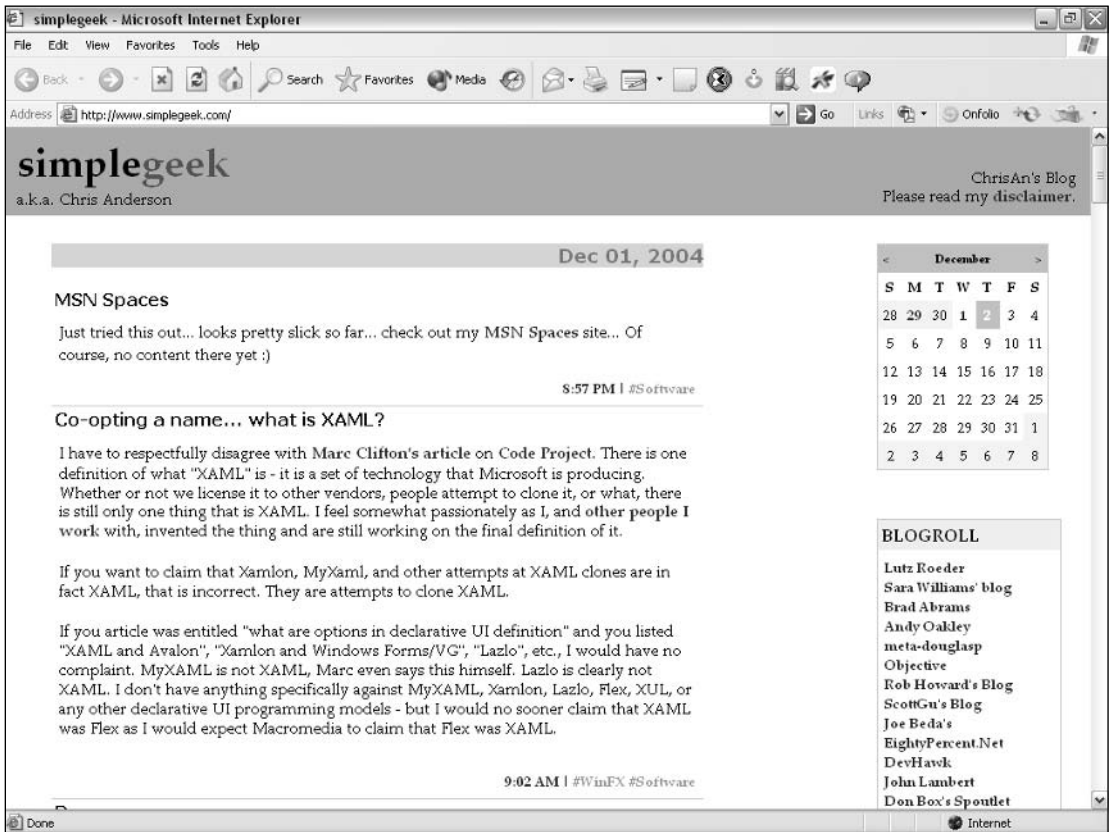 simplegeek - Microsoft Internet Explorer
File Edit View Favorites Tools Help
Back Search Favorites Media
Address http://www.simplegeek.com/ Go Links Onfolio
simplegeek
a.k.a. Chris Anderson
ChrisAn's Blog
Please read my disclaimer.
Dec 01, 2004
MSN Spaces
Just tried this out... looks pretty slick so far... check out my MSN Spaces site... Of
course, no content there yet :)
8:57 PM | #Software
Co-opting a name... what is XAML?
I have to respectfully disagree with Marc Clifton's article on Code Project. There is one
definition of what "XAML" is - it is a set of technology that Microsoft is producing.
Whether or not we license it to other vendors, people attempt to clone it, or what, there
is still only one thing that is XAML. I feel somewhat passionately as I, and other people I
work with, invented the thing and are still working on the final definition of it.
If you want to claim that Xamlon, MyXaml, and other attempts at XAML clones are in
fact XAML, that is incorrect. They are attempts to clone XAML.
If you article was entitled "what are options in declarative UI definition" and you listed
"XAML and Avalon", "Xamlon and Windows Forms/VG", "Lazlo", etc., I would have no
complaint. MyXAML is not XAML, Marc even says this himself. Lazlo is clearly not
XAML. I don't have anything specifically against MyXAML, Xamlon, Lazlo, Flex, XUL, or
any other declarative UI programming models - but I would no sooner claim that XAML
was Flex as I would expect Macromedia to claim that Flex was XAML.
9:02 AM | #WinFX #Software
< December >
S M T W T F S
28 29 30 1 2 3 4
5 6 7 8 9 10 11
12 13 14 15 16 17 18
19 20 21 22 23 24 25
26 27 28 29 30 31 1
2 3 4 5 6 7 8
BLOGROLL
Lutz Roeder
Sara Williams' blog
Brad Abrams
Andy Oakley
meta-douglasp
Objective
Rob Howard's Blog
ScottGu's Blog
Joe Beda's
EightyPercent.Net
DevHawk
John Lambert
Don Box's Spoutlet
Done Internet